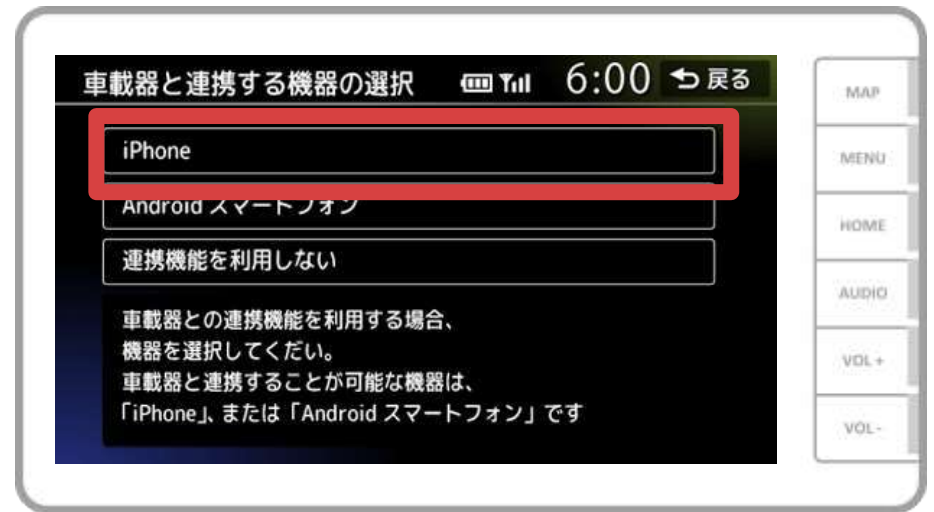 車載器と連携する機器の選択 6:00 戻る
iPhone
Android スマートフォン
連携機能を利用しない
車載器との連携機能を利用する場合、
機器を選択してくだい。
車載器と連携することが可能な機器は、
「iPhone」、または「Android スマートフォン」です
MAP
MENU
HOME
AUDIO
VOL +
VOL -